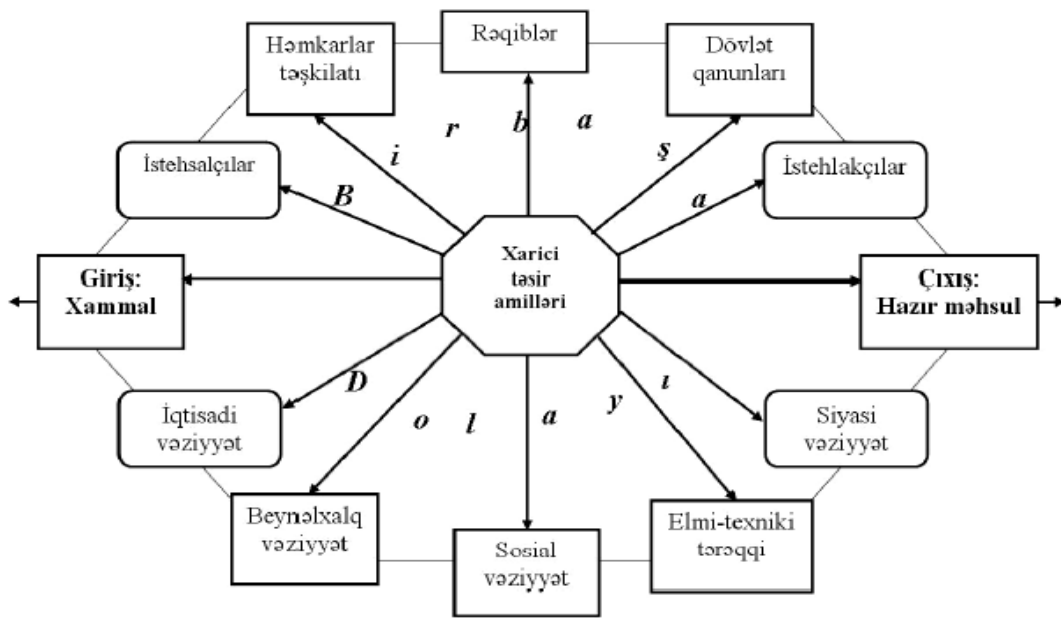 Həmkarlar
təşkilatı
Rəqiblər
Dövlət
qanunları
B i r b a ş a
İstehsalçılar
İstehlakçılar
Xarici
təsir
amilləri
Giriş:
Xammal
Çıxış:
Hazır məhsul
D o l a y ı
İqtisadi
vəziyyət
Siyasi
vəziyyət
Beynəlxalq
vəziyyət
Sosial
vəziyyət
Elmi-texniki
tərəqqi